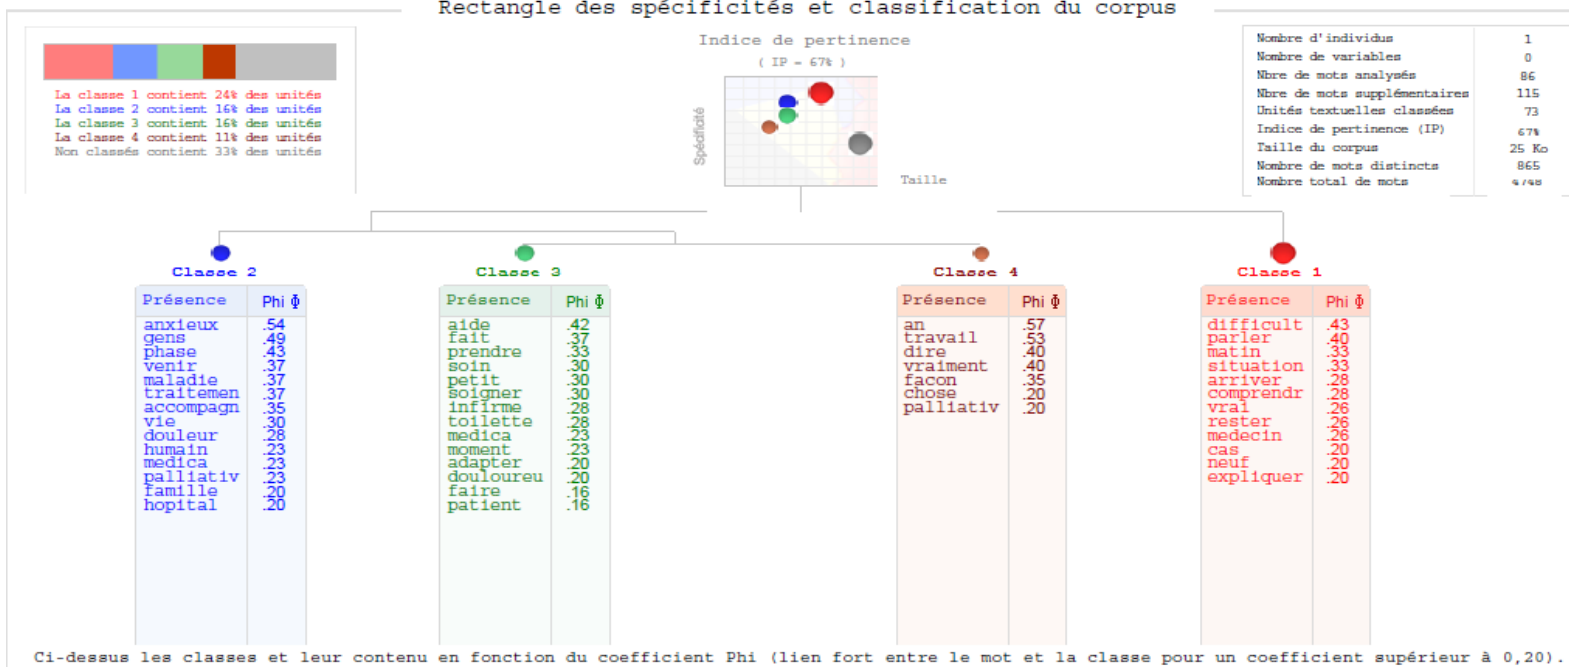 Rectangle des spécificités et classification du corpus
La classe 1 contient 24% des unités
La classe 2 contient 16% des unités
La classe 3 contient 16% des unités
La classe 4 contient 11% des unités
Non classés contient 33% des unités
Indice de pertinence
( IP = 67% )
Spécificité
Taille
Nombre d'individus 1
Nombre de variables 0
Nbre de mots analysés 86
Nbre de mots supplémentaires 115
Unités textuelles classées 73
Indice de pertinence (IP) 67%
Taille du corpus 25 Ko
Nombre de mots distincts 865
Nombre total de mots 4748
Classe 2
Présence Phi Φ
anxieux .54
gens .49
phase .43
venir .37
maladie .37
traitemen .37
accompagn .35
vie .30
douleur .28
humain .23
medica .23
palliativ .23
famille .20
hopital .20
Classe 3
Présence Phi Φ
aide .42
fait .37
prendre .33
soin .30
petit .30
soigner .30
infirme .28
toilette .28
medica .23
moment .23
adapter .20
douloureu .20
faire .16
patient .16
Classe 4
Présence Phi Φ
an .57
travail .53
dire .40
vraiment .40
facon .35
chose .20
palliativ .20
Classe 1
Présence Phi Φ
difficult .43
parler .40
matin .33
situation .33
arriver .28
comprendr .28
vrai .26
rester .26
medecin .26
cas .20
neuf .20
expliquer .20
Ci-dessus les classes et leur contenu en fonction du coefficient Phi (lien fort entre le mot et la classe pour un coefficient supérieur à 0,20).